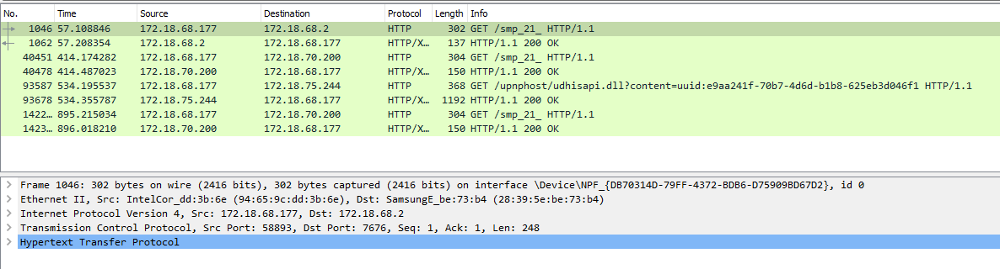 No. Time Source Destination Protocol Length Info
1046 57.108846 172.18.68.177 172.18.68.2 HTTP 302 GET /smp_21_ HTTP/1.1
1062 57.208354 172.18.68.2 172.18.68.177 HTTP/X… 137 HTTP/1.1 200 OK
40451 414.174282 172.18.68.177 172.18.70.200 HTTP 304 GET /smp_21_ HTTP/1.1
40478 414.487023 172.18.70.200 172.18.68.177 HTTP/X… 150 HTTP/1.1 200 OK
93587 534.195537 172.18.68.177 172.18.75.244 HTTP 368 GET /upnphost/udhisapi.dll?content=uuid:e9aa241f-70b7-4d6d-b1b8-625eb3d046f1 HTTP/1.1
93678 534.355787 172.18.75.244 172.18.68.177 HTTP/X… 1192 HTTP/1.1 200 OK
1422… 895.215034 172.18.68.177 172.18.70.200 HTTP 304 GET /smp_21_ HTTP/1.1
1423… 896.018210 172.18.70.200 172.18.68.177 HTTP/X… 150 HTTP/1.1 200 OK
Frame 1046: 302 bytes on wire (2416 bits), 302 bytes captured (2416 bits) on interface \Device\NPF_{DB70314D-79FF-4372-BDB6-D75909BD67D2}, id 0
Ethernet II, Src: IntelCor_dd:3b:6e (94:65:9c:dd:3b:6e), Dst: SamsungE_be:73:b4 (28:39:5e:be:73:b4)
Internet Protocol Version 4, Src: 172.18.68.177, Dst: 172.18.68.2
Transmission Control Protocol, Src Port: 58893, Dst Port: 7676, Seq: 1, Ack: 1, Len: 248
Hypertext Transfer Protocol